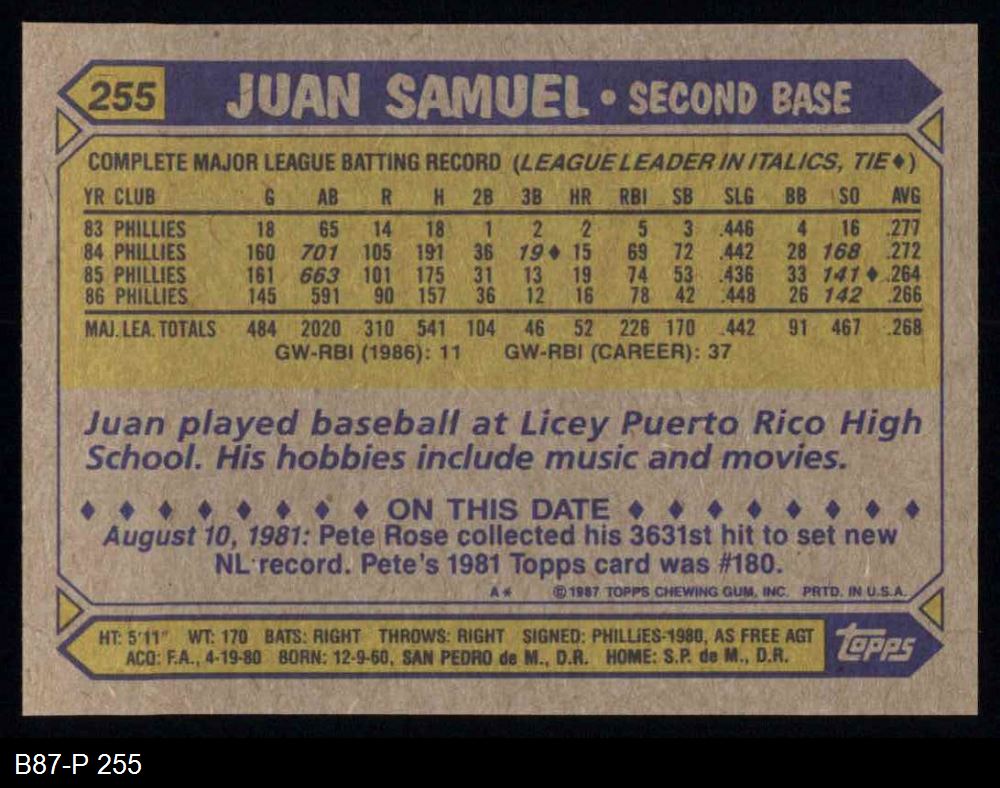 255 JUAN SAMUEL • SECOND BASE
COMPLETE MAJOR LEAGUE BATTING RECORD (LEAGUE LEADER IN ITALICS, TIE♦)
YR CLUB G AB R H 2B 3B HR RBI SB SLG BB SO AVG
83 PHILLIES 18 65 14 18 1 2 2 5 3 .446 4 16 .277
84 PHILLIES 160 701 105 191 36 19♦ 15 69 72 .442 28 168 .272
85 PHILLIES 161 663 101 175 31 13 19 74 53 .436 33 141♦ .264
86 PHILLIES 145 591 90 157 36 12 16 78 42 .448 26 142 .266
MAJ. LEA. TOTALS 484 2020 310 541 104 46 52 226 170 .442 91 467 .268
GW-RBI (1986): 11 GW-RBI (CAREER): 37
Juan played baseball at Licey Puerto Rico High
School. His hobbies include music and movies.
♦ ♦ ♦ ♦ ♦ ♦ ♦ ♦ ON THIS DATE ♦ ♦ ♦ ♦ ♦ ♦ ♦ ♦
August 10, 1981: Pete Rose collected his 3631st hit to set new
NL record. Pete's 1981 Topps card was #180.
A* © 1987 TOPPS CHEWING GUM, INC. PRTD. IN U.S.A.
HT: 5'11" WT: 170 BATS: RIGHT THROWS: RIGHT SIGNED: PHILLIES-1980, AS FREE AGT
ACQ: F.A., 4-19-80 BORN: 12-9-60, SAN PEDRO de M., D.R. HOME: S.P. de M., D.R.
topps
B87-P 255